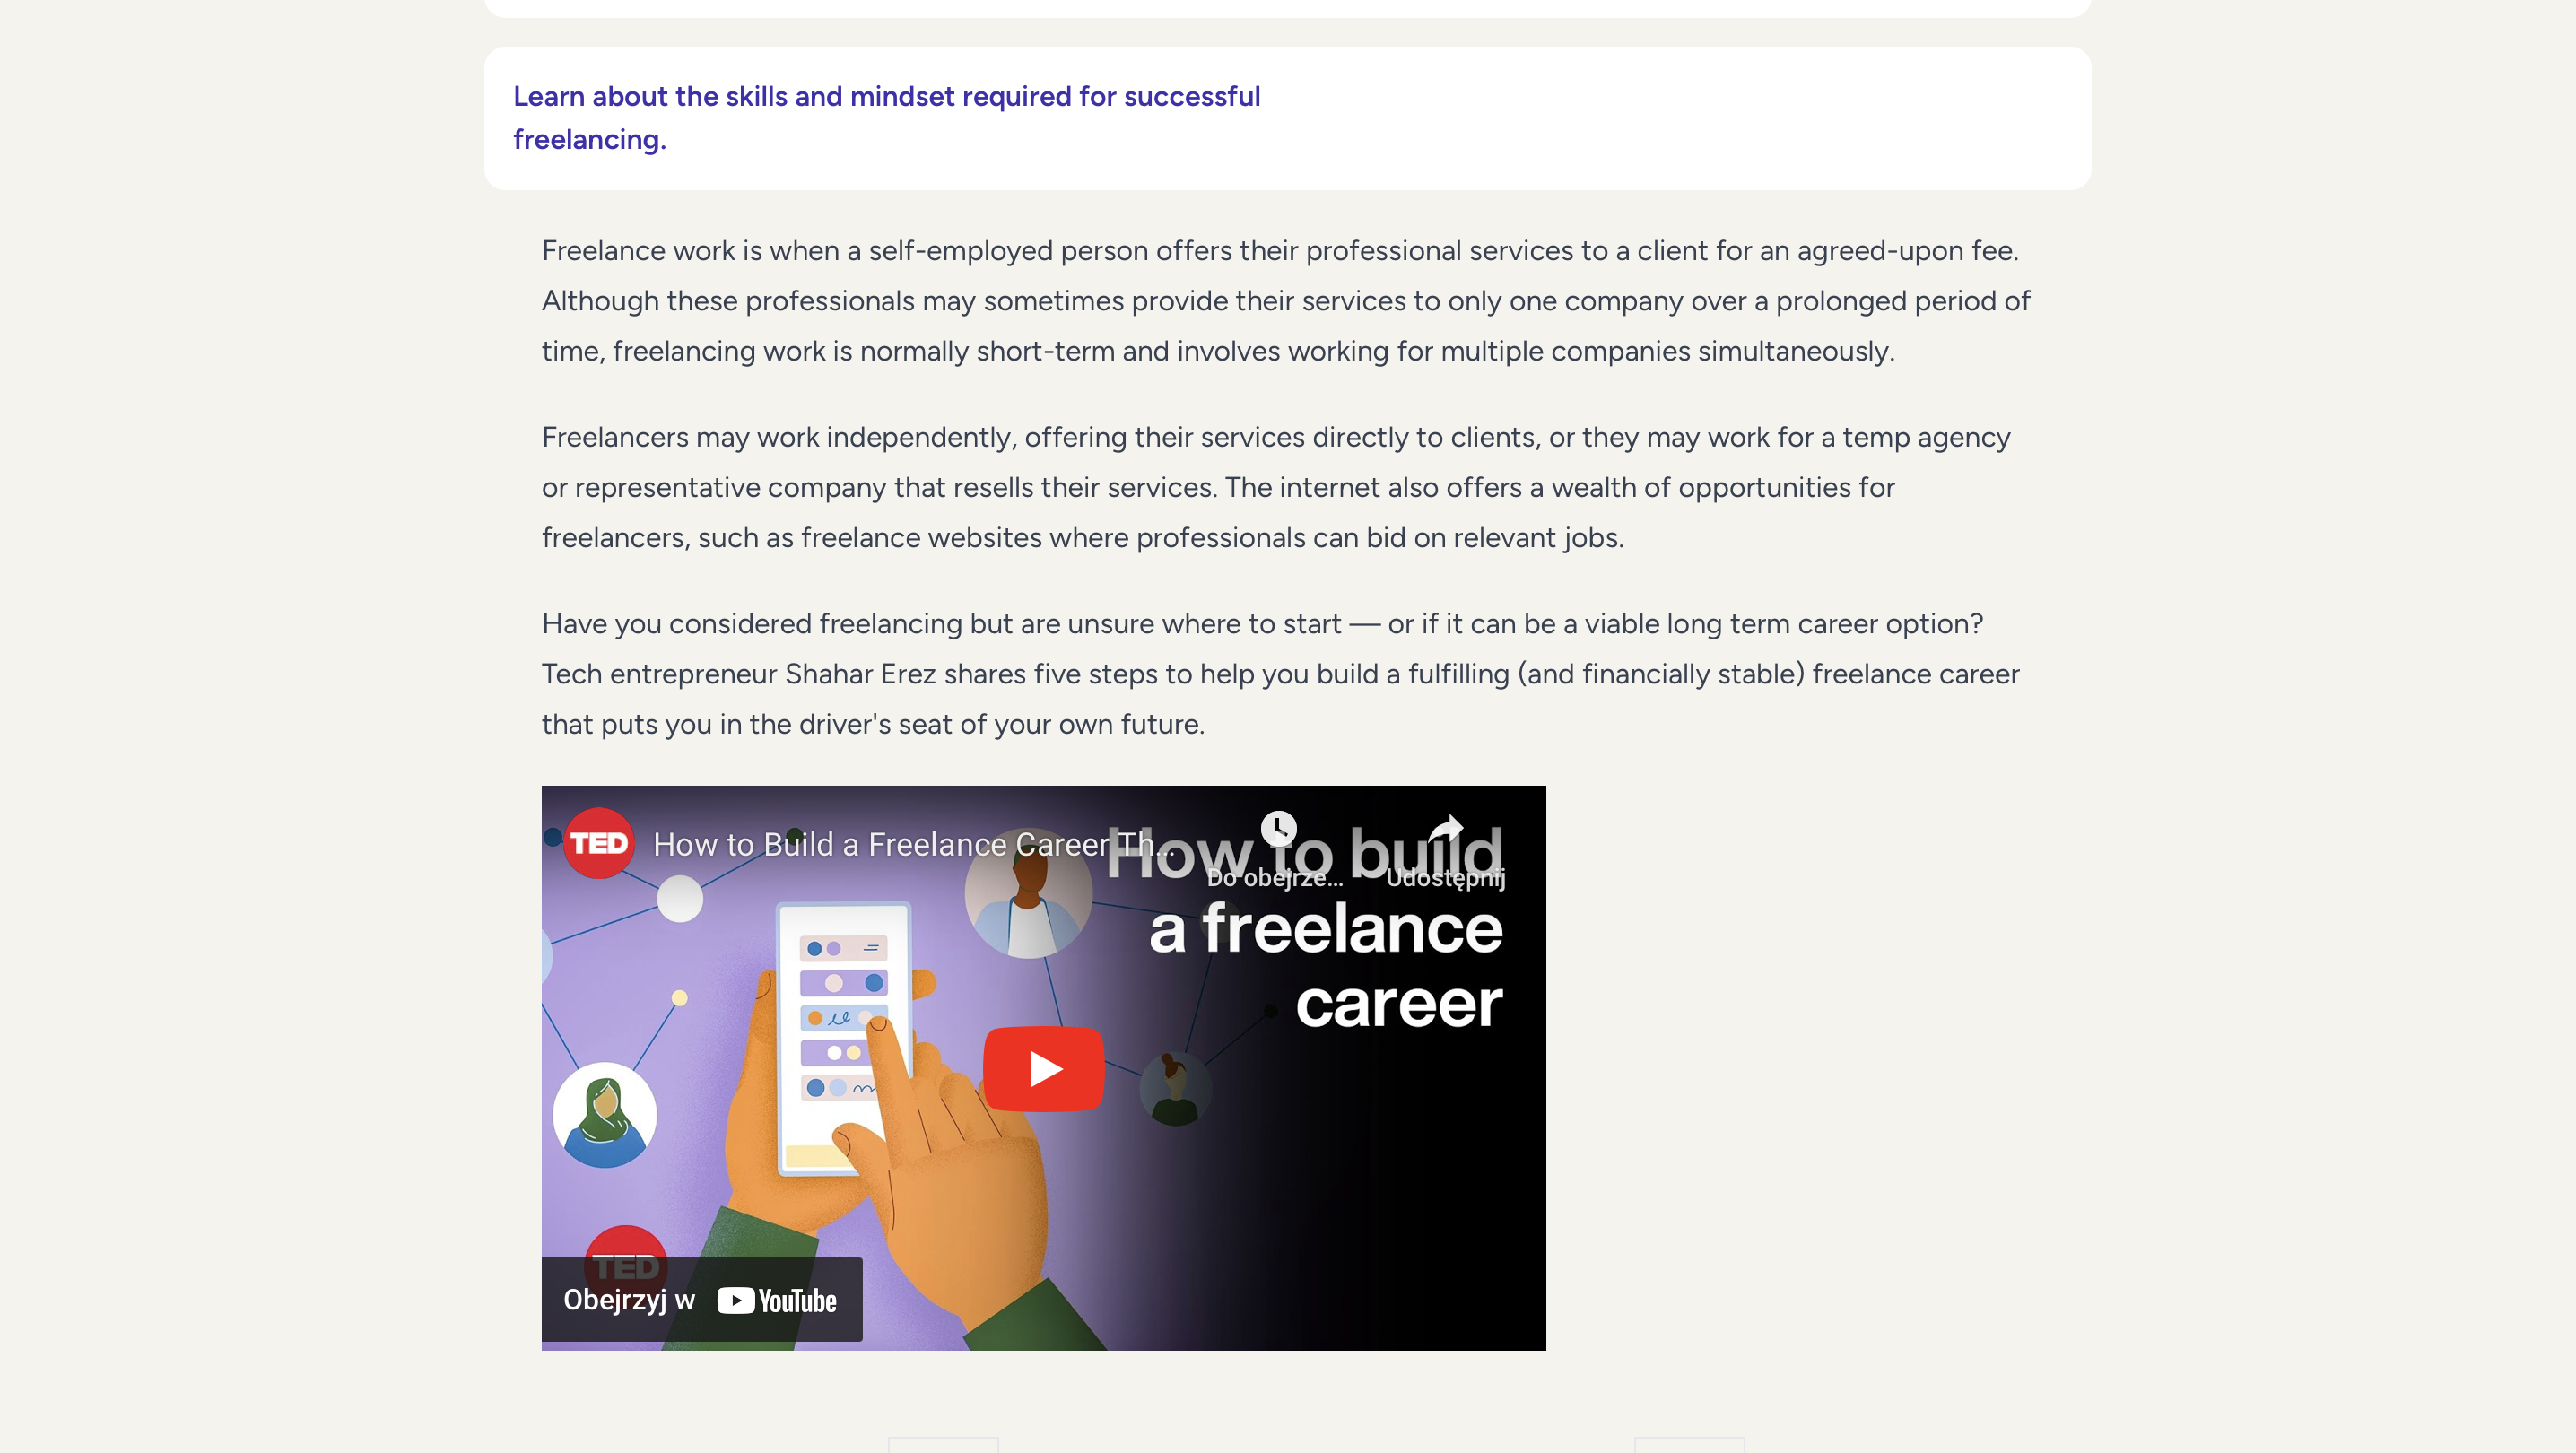 Learn about the skills and mindset required for successful
freelancing.
Freelance work is when a self-employed person offers their professional services to a client for an agreed-upon fee.
Although these professionals may sometimes provide their services to only one company over a prolonged period of
time, freelancing work is normally short-term and involves working for multiple companies simultaneously.
Freelancers may work independently, offering their services directly to clients, or they may work for a temp agency
or representative company that resells their services. The internet also offers a wealth of opportunities for
freelancers, such as freelance websites where professionals can bid on relevant jobs.
Have you considered freelancing but are unsure where to start — or if it can be a viable long term career option?
Tech entrepreneur Shahar Erez shares five steps to help you build a fulfilling (and financially stable) freelance career
that puts you in the driver's seat of your own future.
TED
How to Build a Freelance Career Th...
Do obejrze...
Udostępnij
How to build
a freelance
career
TED
Obejrzyj w YouTube